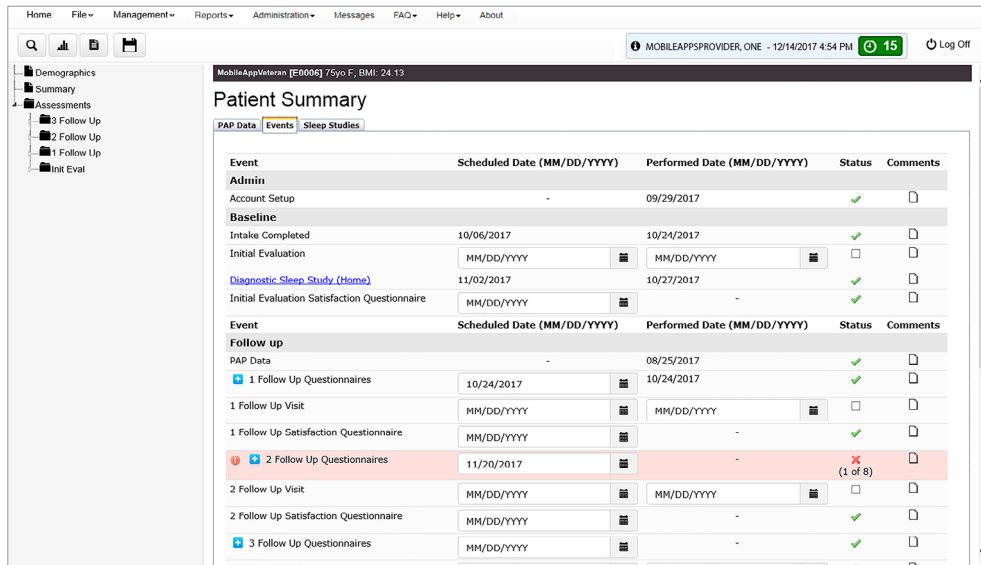 Home File Management Reports Administration Messages FAQ Help About
MOBILEAPPSPROVIDER, ONE - 12/14/2017 4:54 PM 15 Log Off
Demographics
Summary
Assessments
3 Follow Up
2 Follow Up
1 Follow Up
Init Eval
MobileAppVeteran [E0006] 75yo F, BMI: 24.13
Patient Summary
PAP Data Events Sleep Studies
Event Scheduled Date (MM/DD/YYYY) Performed Date (MM/DD/YYYY) Status Comments
Admin
Account Setup - 09/29/2017
Baseline
Intake Completed 10/06/2017 10/24/2017
Initial Evaluation MM/DD/YYYY MM/DD/YYYY
Diagnostic Sleep Study (Home) 11/02/2017 10/27/2017
Initial Evaluation Satisfaction Questionnaire MM/DD/YYYY -
Event Scheduled Date (MM/DD/YYYY) Performed Date (MM/DD/YYYY) Status Comments
Follow up
PAP Data - 08/25/2017
1 Follow Up Questionnaires 10/24/2017 10/24/2017
1 Follow Up Visit MM/DD/YYYY MM/DD/YYYY
1 Follow Up Satisfaction Questionnaire MM/DD/YYYY -
2 Follow Up Questionnaires 11/20/2017 -
(1 of 8)
2 Follow Up Visit MM/DD/YYYY MM/DD/YYYY
2 Follow Up Satisfaction Questionnaire MM/DD/YYYY -
3 Follow Up Questionnaires MM/DD/YYYY -